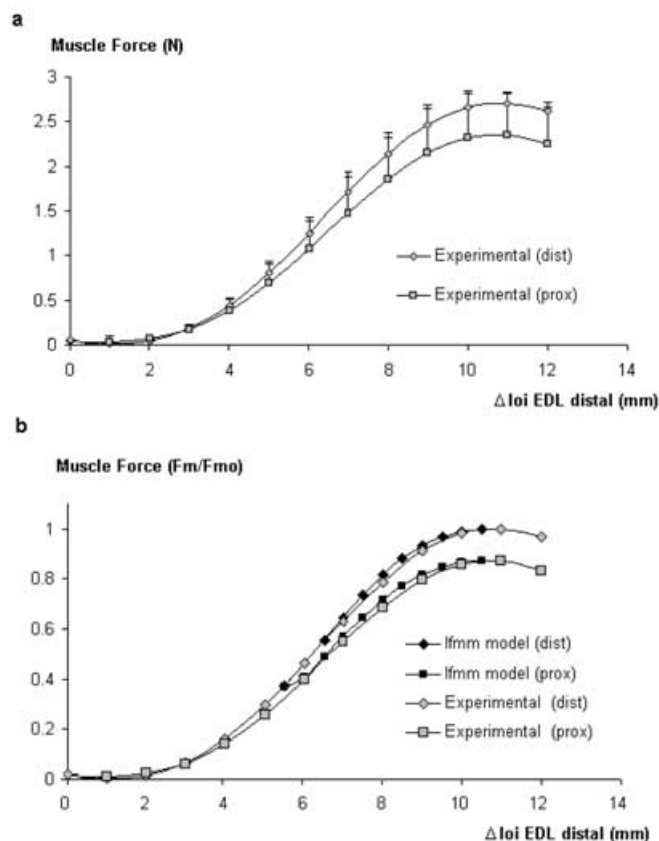 a
Muscle Force (N)
3
2.5
2
1.5
1
0.5
0
0 2 4 6 8 10 12 14
Experimental (dist)
Experimental (prox)
Δ loi EDL distal (mm)
b
Muscle Force (Fm/Fmo)
1
0.8
0.6
0.4
0.2
0
0 2 4 6 8 10 12 14
lfmm model (dist)
lfmm model (prox)
Experimental (dist)
Experimental (prox)
Δ loi EDL distal (mm)